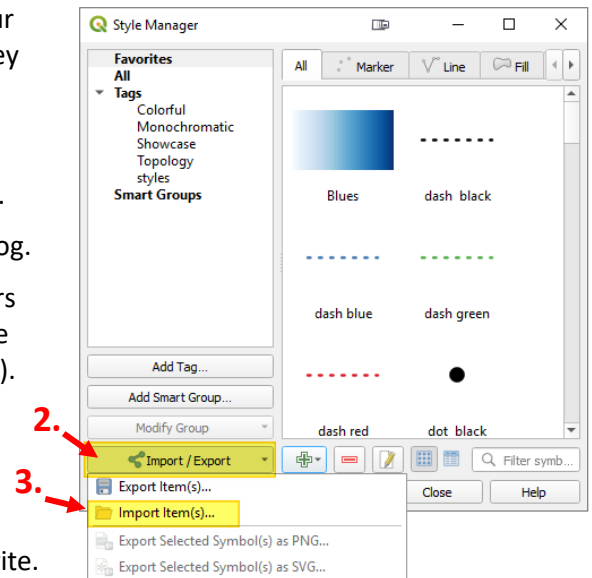 ur
ey
.
og.
rs
e
).
ite.
Style Manager
Favorites
All
Tags
Colorful
Monochromatic
Showcase
Topology
styles
Smart Groups
All Marker Line Fill
Blues dash black
dash blue dash green
dash red dot black
Add Tag...
Add Smart Group...
Modify Group
2.
Import / Export
Filter symb...
3.
Export Item(s)...
Close Help
Import Item(s)...
Export Selected Symbol(s) as PNG...
Export Selected Symbol(s) as SVG...